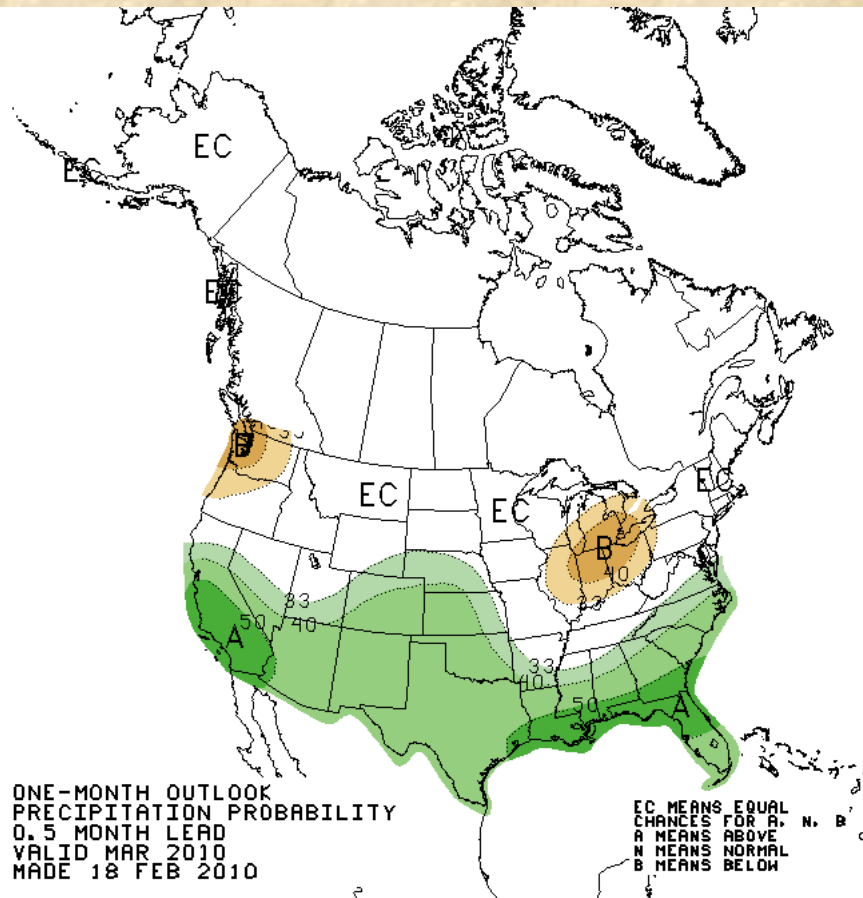 EC
EC
EC
EC
EC
EC
B
B
40
33
33
50
40
A
33
40
50
A
ONE-MONTH OUTLOOK
PRECIPITATION PROBABILITY
0.5 MONTH LEAD
VALID MAR 2010
MADE 18 FEB 2010
EC MEANS EQUAL
CHANCES FOR A, N, B
A MEANS ABOVE
N MEANS NORMAL
B MEANS BELOW